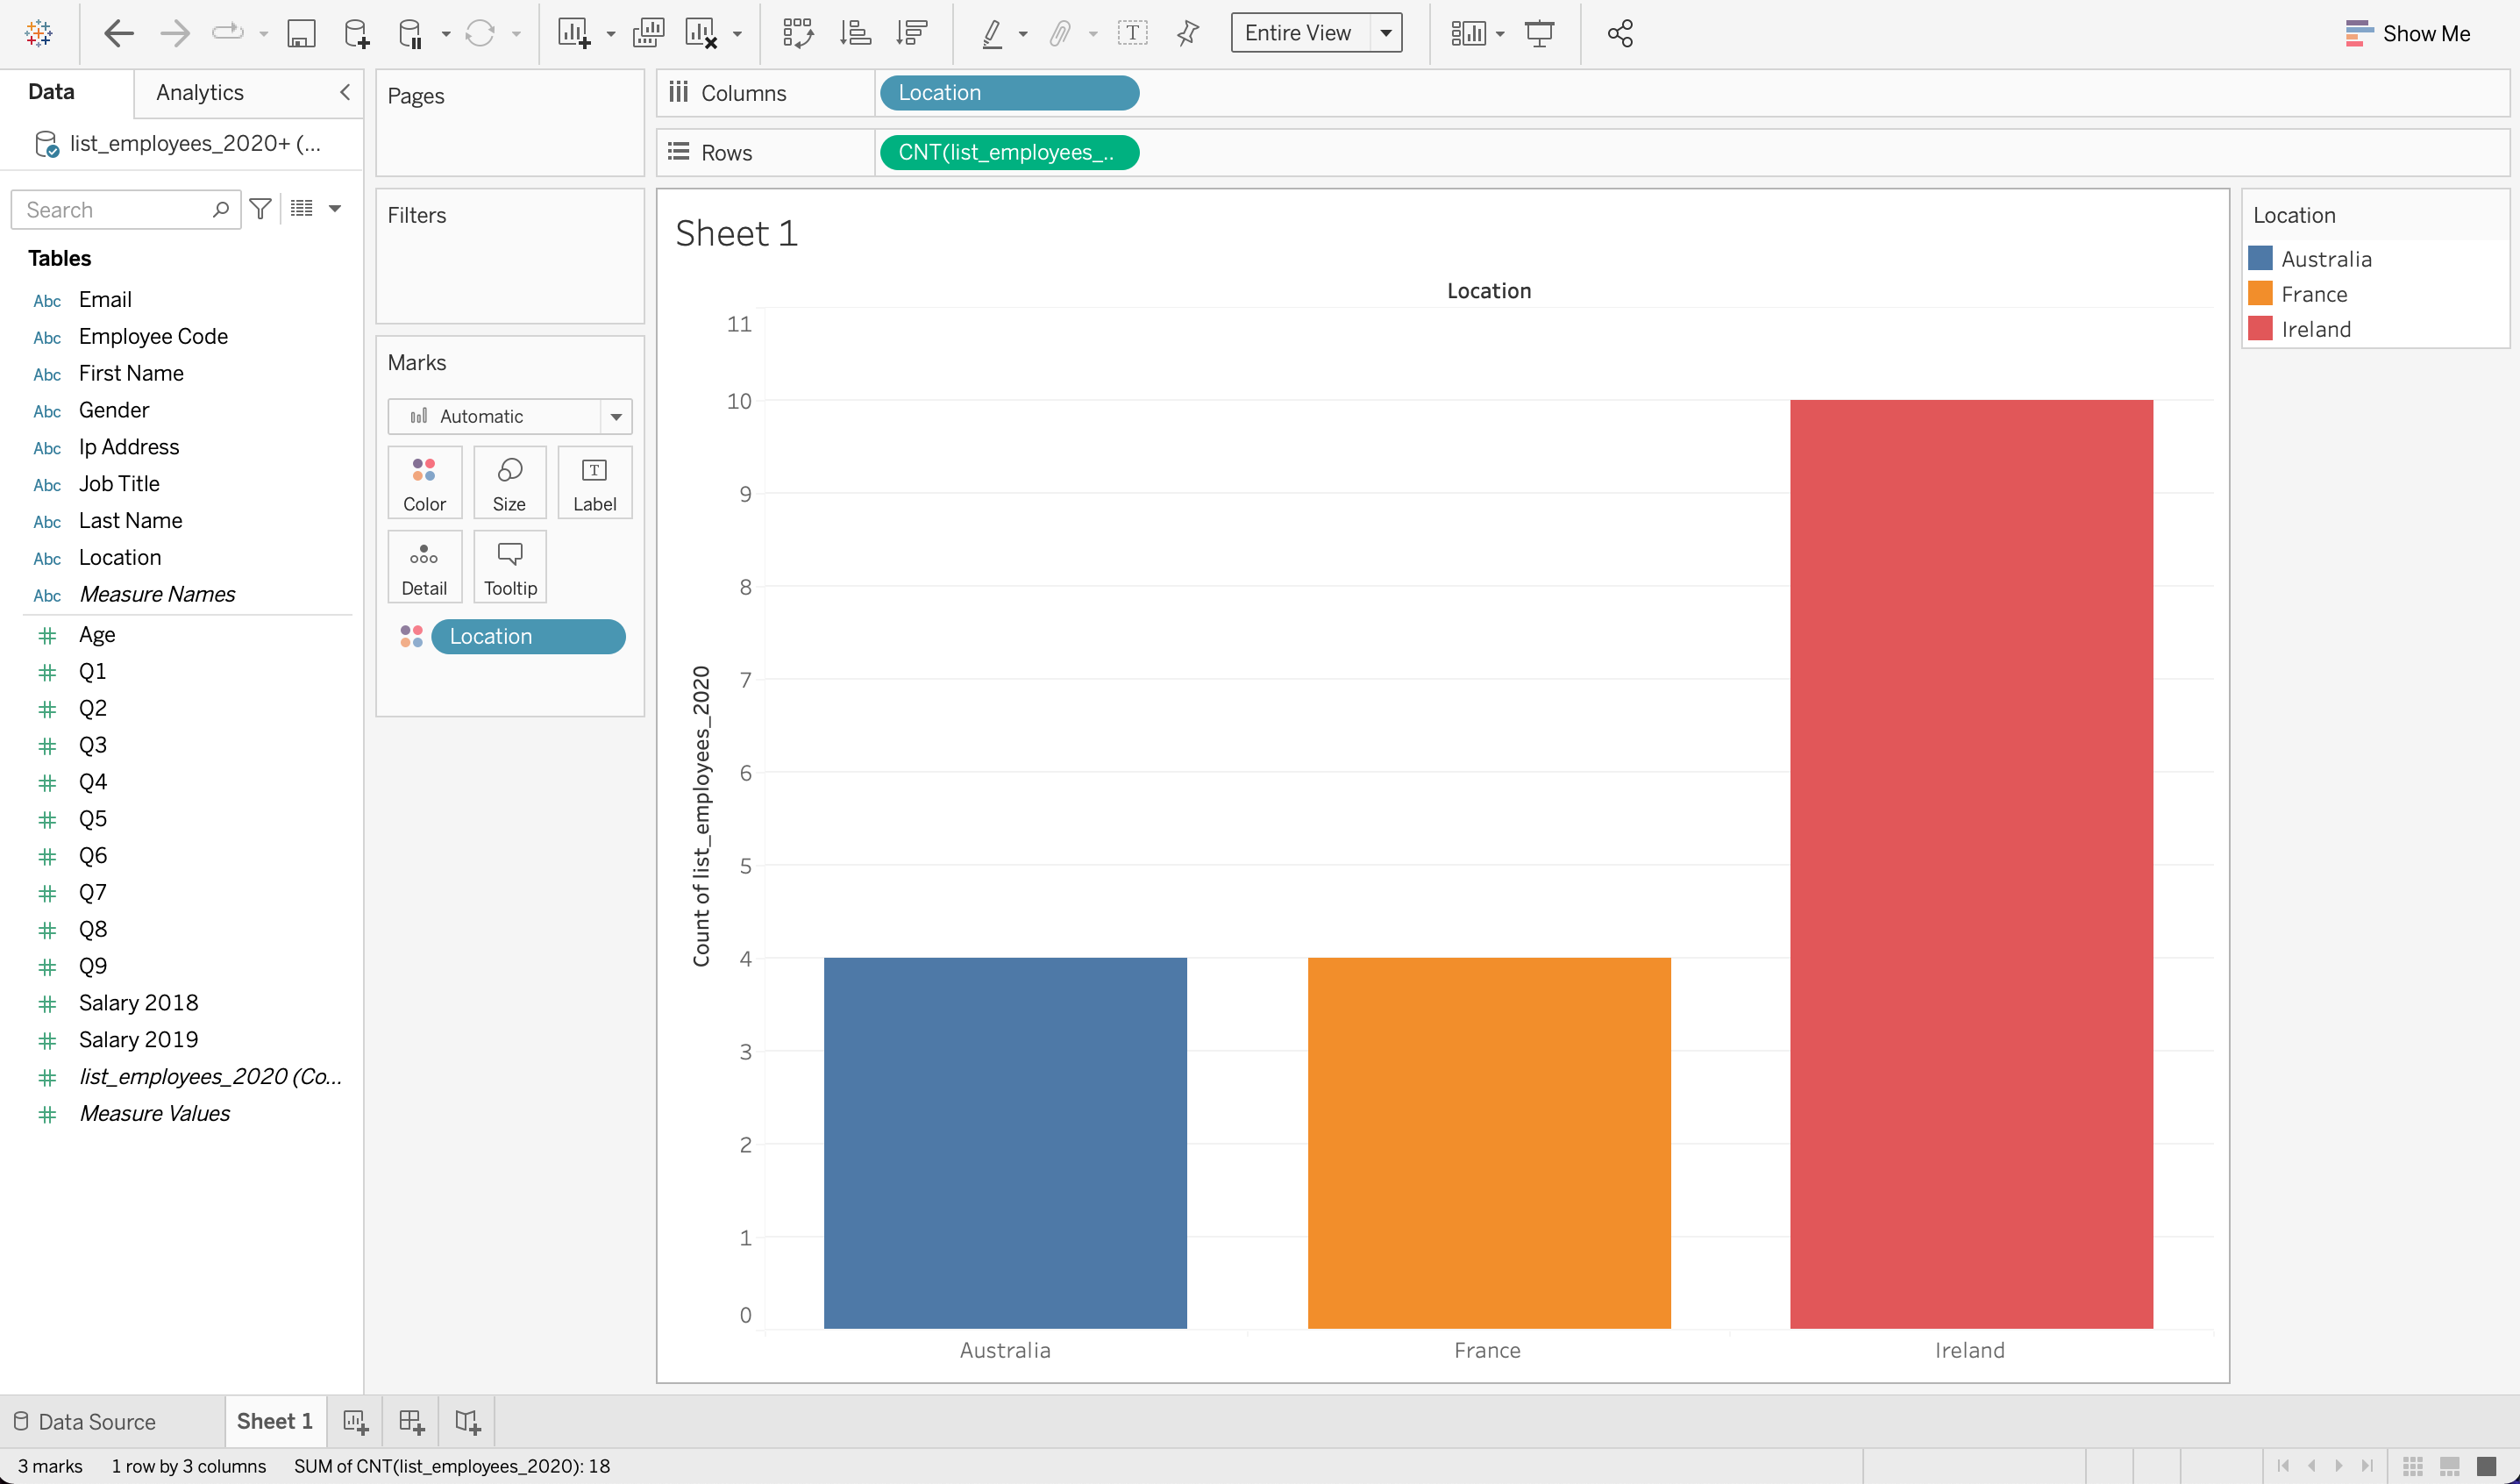 Entire View
Show Me
Data
Analytics
list_employees_2020+ (...
Search
Tables
Abc Email
Abc Employee Code
Abc First Name
Abc Gender
Abc Ip Address
Abc Job Title
Abc Last Name
Abc Location
Abc Measure Names
# Age
# Q1
# Q2
# Q3
# Q4
# Q5
# Q6
# Q7
# Q8
# Q9
# Salary 2018
# Salary 2019
# list_employees_2020 (Co...
# Measure Values
Pages
Filters
Marks
Automatic
Color
Size
T
Label
Detail
Tooltip
Location
Columns
Location
Rows
CNT(list_employees_..
Sheet 1
Location
11
10
9
8
7
6
5
4
3
2
1
0
Count of list_employees_2020
Australia
France
Ireland
Location
Australia
France
Ireland
Data Source
Sheet 1
3 marks
1 row by 3 columns
SUM of CNT(list_employees_2020): 18